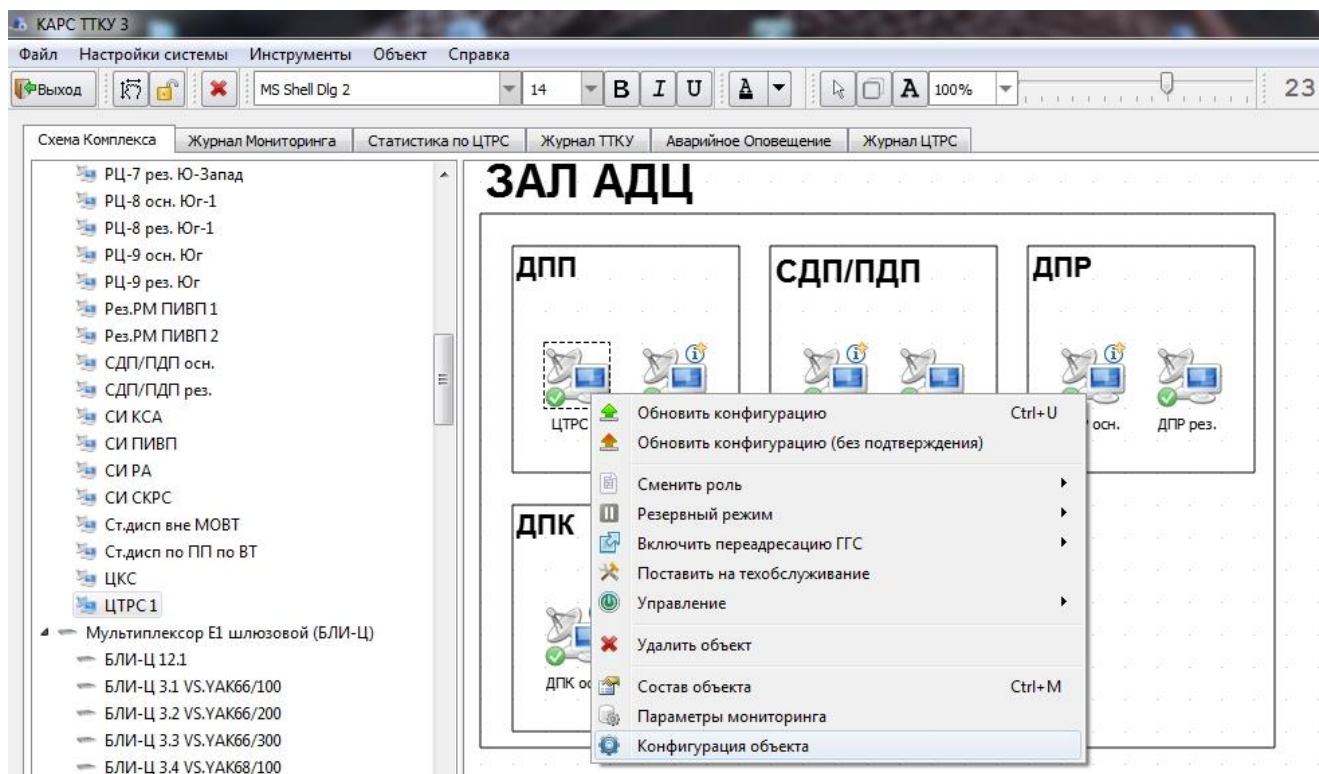 КАРС ТТКУ 3
Файл Настройки системы Инструменты Объект Справка
Выход MS Shell Dlg 2 14 B I U A A 100% 23
Схема Комплекса Журнал Мониторинга Статистика по ЦТРС Журнал ТТКУ Аварийное Оповещение Журнал ЦТРС
РЦ-7 рез. Ю-Запад
РЦ-8 осн. Юг-1
РЦ-8 рез. Юг-1
РЦ-9 осн. Юг
РЦ-9 рез. Юг
Рез.РМ ПИВП 1
Рез.РМ ПИВП 2
СДП/ПДП осн.
СДП/ПДП рез.
СИ КСА
СИ ПИВП
СИ РА
СИ СКРС
Ст.дисп вне МОВТ
Ст.дисп по ПП по ВТ
ЦКС
ЦТРС 1
Мультиплексор Е1 шлюзовой (БЛИ-Ц)
БЛИ-Ц 12.1
БЛИ-Ц 3.1 VS.YAK66/100
БЛИ-Ц 3.2 VS.YAK66/200
БЛИ-Ц 3.3 VS.YAK66/300
БЛИ-Ц 3.4 VS.YAK68/100
ЗАЛ АДЦ
ДПП СДП/ПДП ДПР
ЦТРС осн. ДПР рез.
ДПК
ДПК
Обновить конфигурацию Ctrl+U
Обновить конфигурацию (без подтверждения)
Сменить роль
Резервный режим
Включить переадресацию ГГС
Поставить на техобслуживание
Управление
Удалить объект
Состав объекта Ctrl+M
Параметры мониторинга
Конфигурация объекта